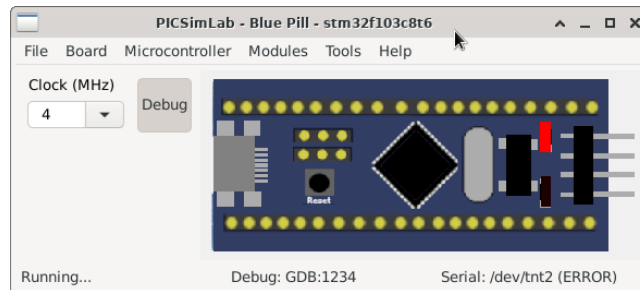 PICSimLab - Blue Pill - stm32f103c8t6
File Board Microcontroller Modules Tools Help
Clock (MHz)
4
Debug
Reset
Running... Debug: GDB:1234 Serial: /dev/tnt2 (ERROR)